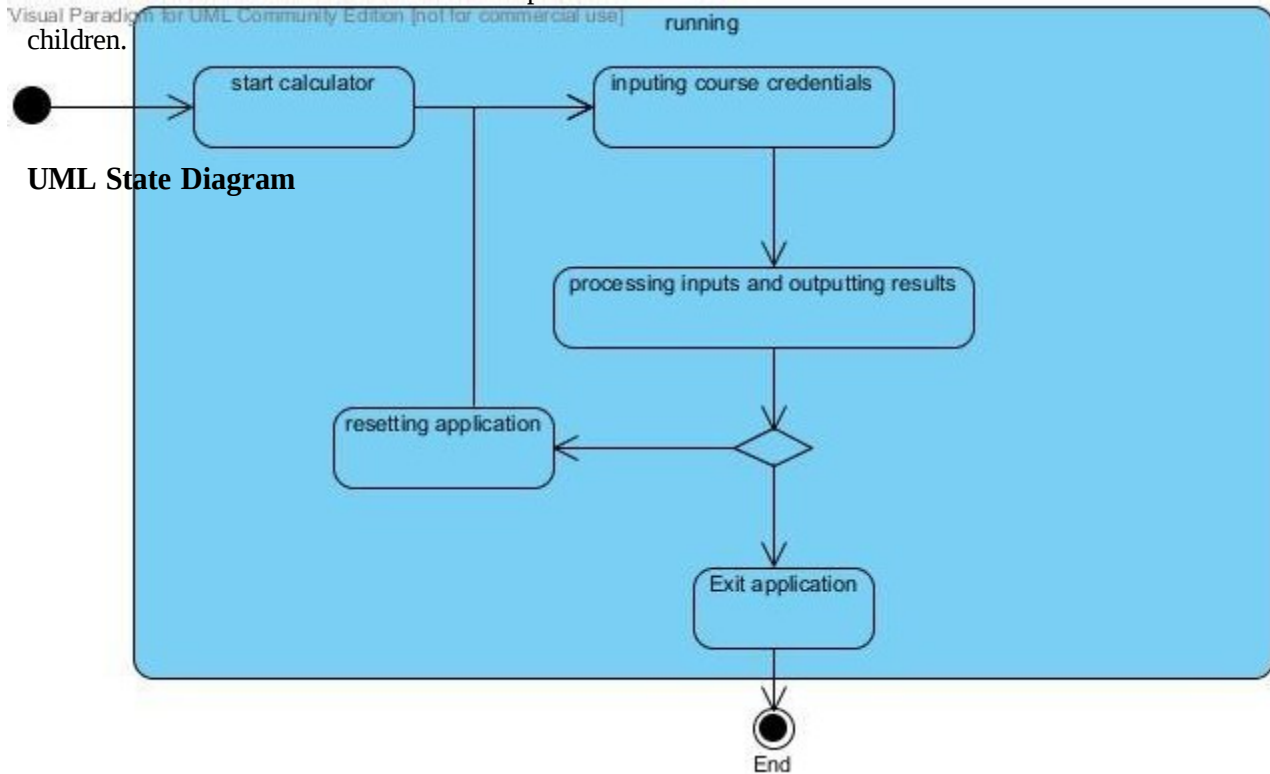 Visual Paradigm for UML Community Edition [not for commercial use]
running
children.
start calculator
inputing course credentials
UML State Diagram
processing inputs and outputting results
resetting application
Exit application
End